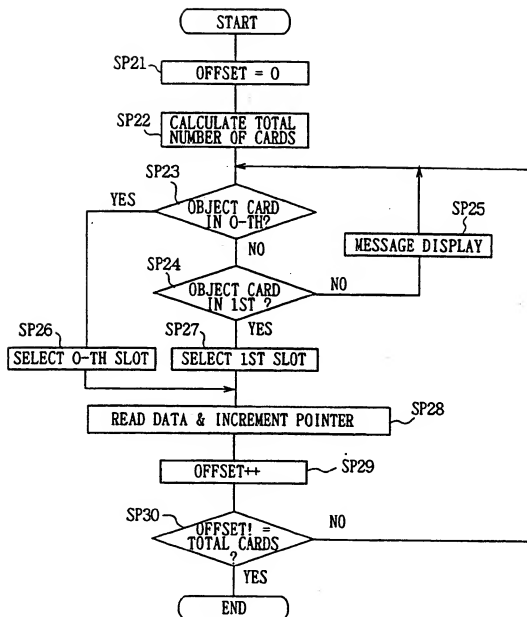 START
SP21
OFFSET = 0
SP22
CALCULATE TOTAL
NUMBER OF CARDS
SP23
YES
OBJECT CARD
IN O-TH?
SP25
MESSAGE DISPLAY
NO
SP24
OBJECT CARD
IN 1ST ?
NO
YES
SP26
SELECT O-TH SLOT
SP27
SELECT 1ST SLOT
READ DATA & INCREMENT POINTER
SP28
OFFSET++
SP29
SP30
OFFSET! =
TOTAL CARDS
?
NO
YES
END